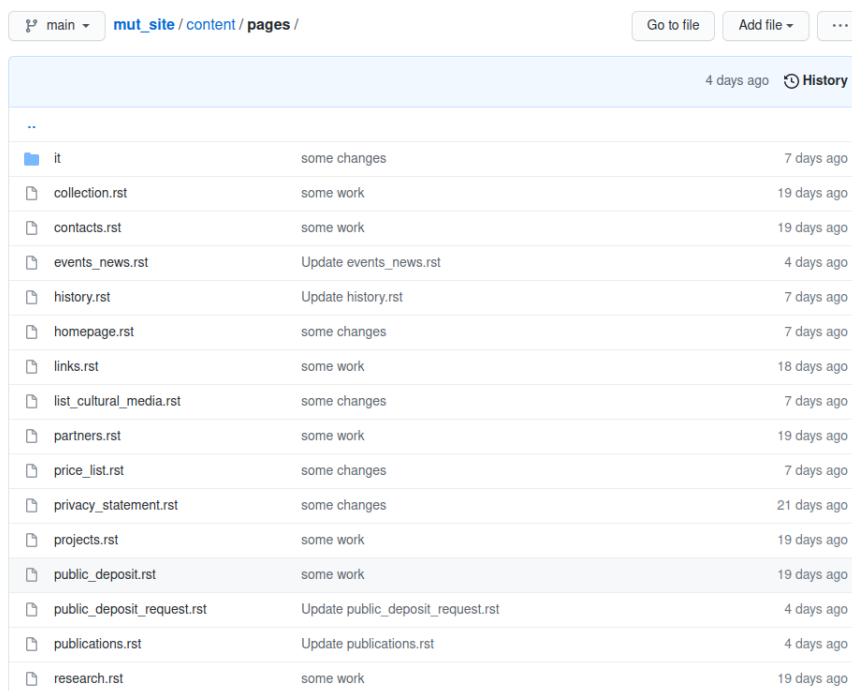 main mut_site / content / pages / Go to file Add file ...
4 days ago History
..
it some changes 7 days ago
collection.rst some work 19 days ago
contacts.rst some work 19 days ago
events_news.rst Update events_news.rst 4 days ago
history.rst Update history.rst 7 days ago
homepage.rst some changes 7 days ago
links.rst some work 18 days ago
list_cultural_media.rst some changes 7 days ago
partners.rst some work 19 days ago
price_list.rst some changes 7 days ago
privacy_statement.rst some changes 21 days ago
projects.rst some work 19 days ago
public_deposit.rst some work 19 days ago
public_deposit_request.rst Update public_deposit_request.rst 4 days ago
publications.rst Update publications.rst 4 days ago
research.rst some work 19 days ago